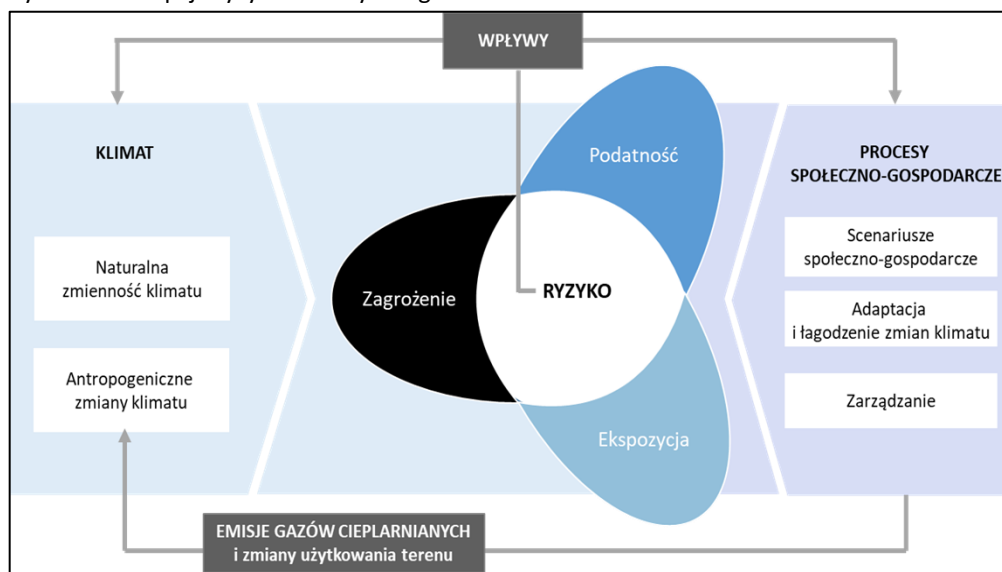 WPŁYWY
KLIMAT
Naturalna
zmienność klimatu
Antropogeniczne
zmiany klimatu
Zagrożenie
RYZYKO
Podatność
Ekspozycja
PROCESY
SPOŁECZNO-GOSPODARCZE
Scenariusze
społeczno-gospodarcze
Adaptacja
i łagodzenie zmian klimatu
Zarządzanie
EMISJE GAZÓW CIEPLARNIANYCH
i zmiany użytkowania terenu